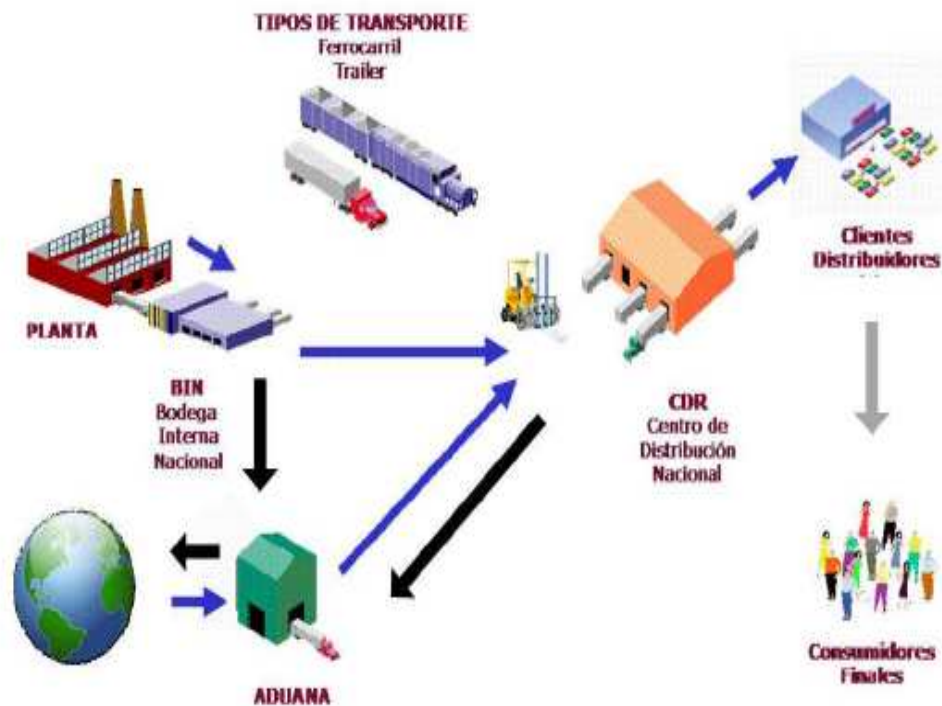 TIPOS DE TRANSPORTE
Ferrocarril
Trailer
Clientes
Distribuidores
PLANTA
BIN
Bodega
Interna
Nacional
CDR
Centro de
Distribución
Nacional
Consumidores
Finales
ADUANA